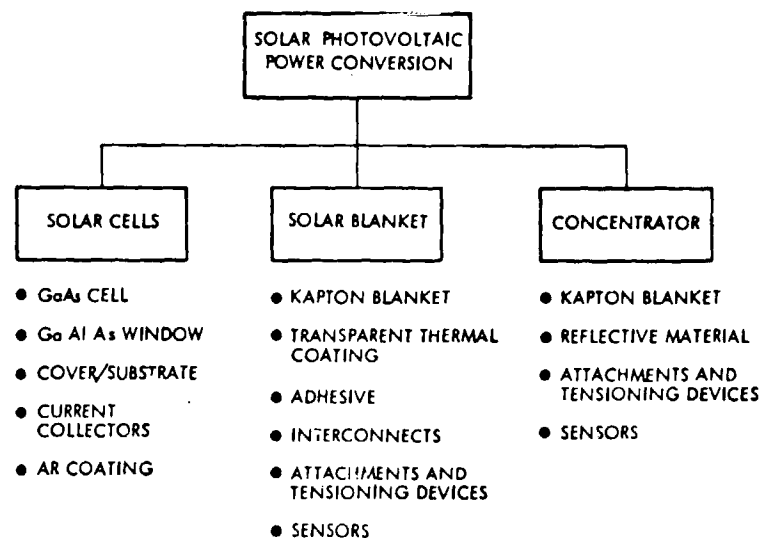 SOLAR PHOTOVOLTAIC
POWER CONVERSION
SOLAR CELLS
● GaAs CELL
● Ga Al As WINDOW
● COVER/SUBSTRATE
● CURRENT
COLLECTORS
● AR COATING
SOLAR BLANKET
● KAPTON BLANKET
● TRANSPARENT THERMAL
COATING
● ADHESIVE
● INTERCONNECTS
● ATTACHMENTS AND
TENSIONING DEVICES
● SENSORS
CONCENTRATOR
● KAPTON BLANKET
● REFLECTIVE MATERIAL
● ATTACHMENTS AND
TENSIONING DEVICES
● SENSORS